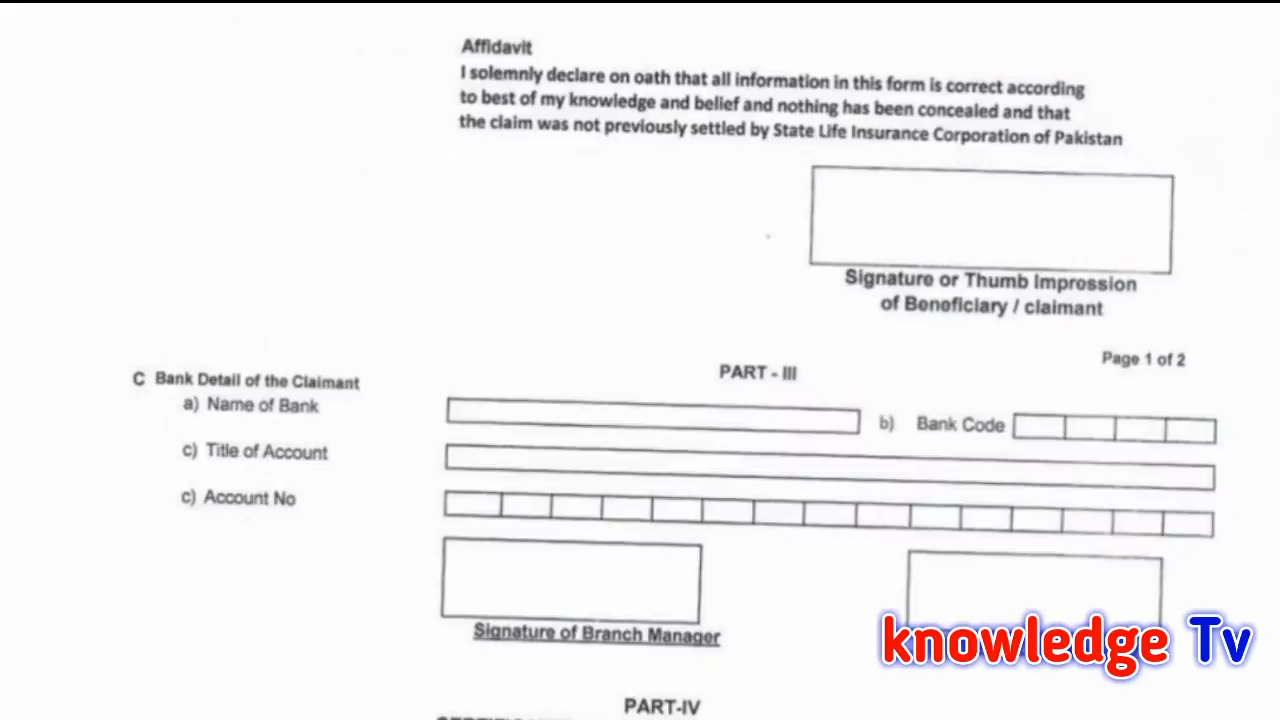 Affidavit
I solemnly declare on oath that all information in this form is correct according
to best of my knowledge and belief and nothing has been concealed and that
the claim was not previously settled by State Life Insurance Corporation of Pakistan
Signature or Thumb Impression
of Beneficiary / claimant
Page 1 of 2
PART - III
C Bank Detail of the Claimant
a) Name of Bank
b) Bank Code
c) Title of Account
c) Account No
Signature of Branch Manager
knowledge Tv
PART-IV